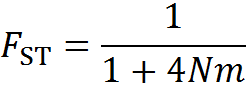 F_ST = 1 / (1 + 4Nm)